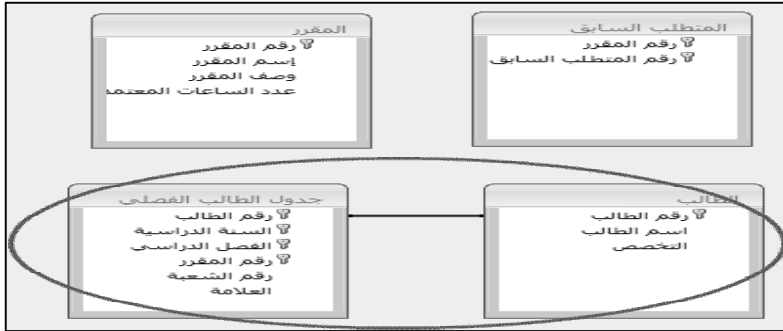 المتطلب السابق
رقم المقرر
رقم المتطلب السابق
المقرر
رقم المقرر
إسم المقرر
وصف المقرر
عدد الساعات المعتمد
الطالب
رقم الطالب
اسم الطالب
التخصص
جدول الطالب الفصلي
رقم الطالب
السنة الدراسية
الفصل الدراسي
رقم المقرر
رقم الشعبة
العلامة